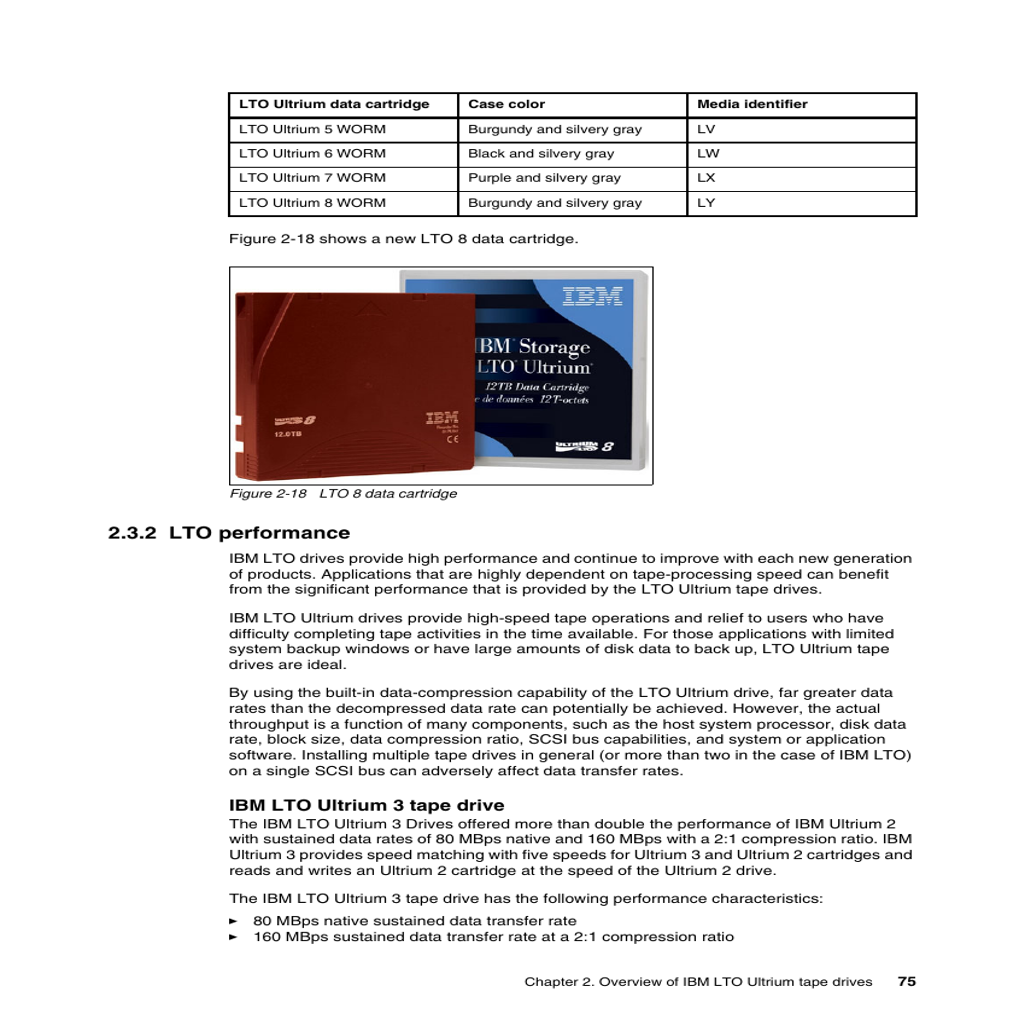 LTO Ultrium data cartridge Case color Media identifier
LTO Ultrium 5 WORM Burgundy and silvery gray LV
LTO Ultrium 6 WORM Black and silvery gray LW
LTO Ultrium 7 WORM Purple and silvery gray LX
LTO Ultrium 8 WORM Burgundy and silvery gray LY
Figure 2-18 shows a new LTO 8 data cartridge.
IBM
IBM Storage
LTO Ultrium
12TB Data Cartridge
e de données 12T-octets
ULTRIUM
8
8
12.0TB
IBM
CE
Figure 2-18 LTO 8 data cartridge
2.3.2 LTO performance
IBM LTO drives provide high performance and continue to improve with each new generation
of products. Applications that are highly dependent on tape-processing speed can benefit
from the significant performance that is provided by the LTO Ultrium tape drives.
IBM LTO Ultrium drives provide high-speed tape operations and relief to users who have
difficulty completing tape activities in the time available. For those applications with limited
system backup windows or have large amounts of disk data to back up, LTO Ultrium tape
drives are ideal.
By using the built-in data-compression capability of the LTO Ultrium drive, far greater data
rates than the decompressed data rate can potentially be achieved. However, the actual
throughput is a function of many components, such as the host system processor, disk data
rate, block size, data compression ratio, SCSI bus capabilities, and system or application
software. Installing multiple tape drives in general (or more than two in the case of IBM LTO)
on a single SCSI bus can adversely affect data transfer rates.
IBM LTO Ultrium 3 tape drive
The IBM LTO Ultrium 3 Drives offered more than double the performance of IBM Ultrium 2
with sustained data rates of 80 MBps native and 160 MBps with a 2:1 compression ratio. IBM
Ultrium 3 provides speed matching with five speeds for Ultrium 3 and Ultrium 2 cartridges and
reads and writes an Ultrium 2 cartridge at the speed of the Ultrium 2 drive.
The IBM LTO Ultrium 3 tape drive has the following performance characteristics:
► 80 MBps native sustained data transfer rate
► 160 MBps sustained data transfer rate at a 2:1 compression ratio
Chapter 2. Overview of IBM LTO Ultrium tape drives 75